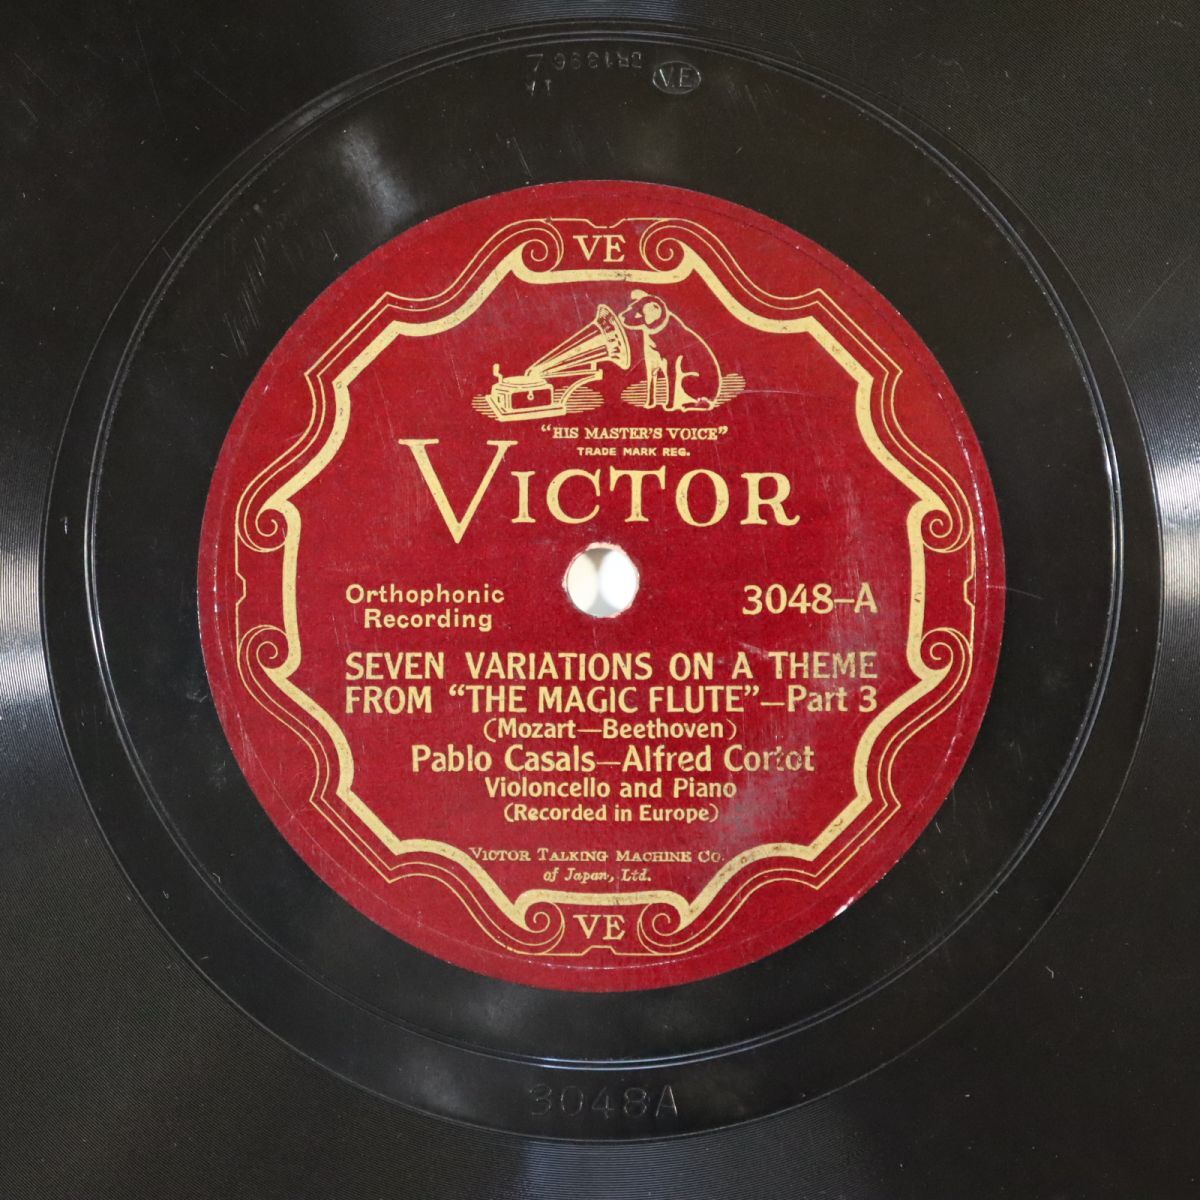 V.E
VE
"HIS MASTER'S VOICE"
TRADE MARK REG.
VICTOR
Orthophonic
Recording
3048-A
SEVEN VARIATIONS ON A THEME
FROM "THE MAGIC FLUTE"—Part 3
(Mozart—Beethoven)
Pablo Casals—Alfred Cortot
Violoncello and Piano
(Recorded in Europe)
VICTOR TALKING MACHINE CO.
of Japan, Ltd.
VE
3048A